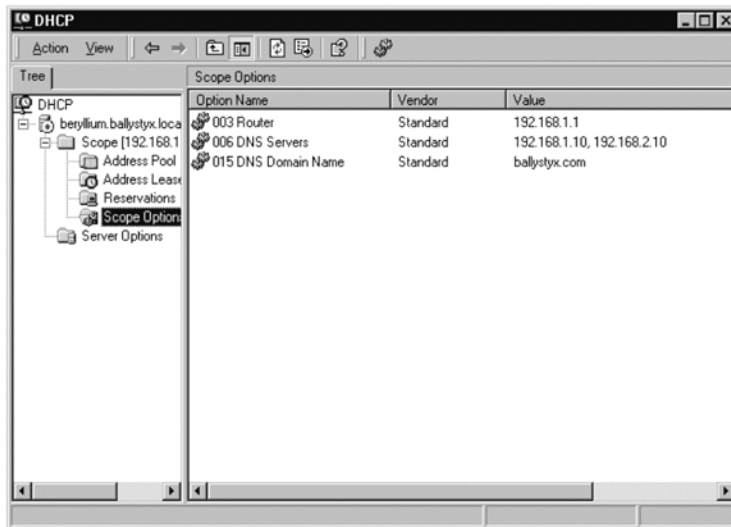 DHCP
Action View
Tree
Scope Options
Option Name Vendor Value
003 Router Standard 192.168.1.1
006 DNS Servers Standard 192.168.1.10, 192.168.2.10
015 DNS Domain Name Standard ballystyx.com
DHCP
beryllium.ballystyx.loca
Scope [192.168.1
Address Pool
Address Lease
Reservations
Scope Option
Server Options